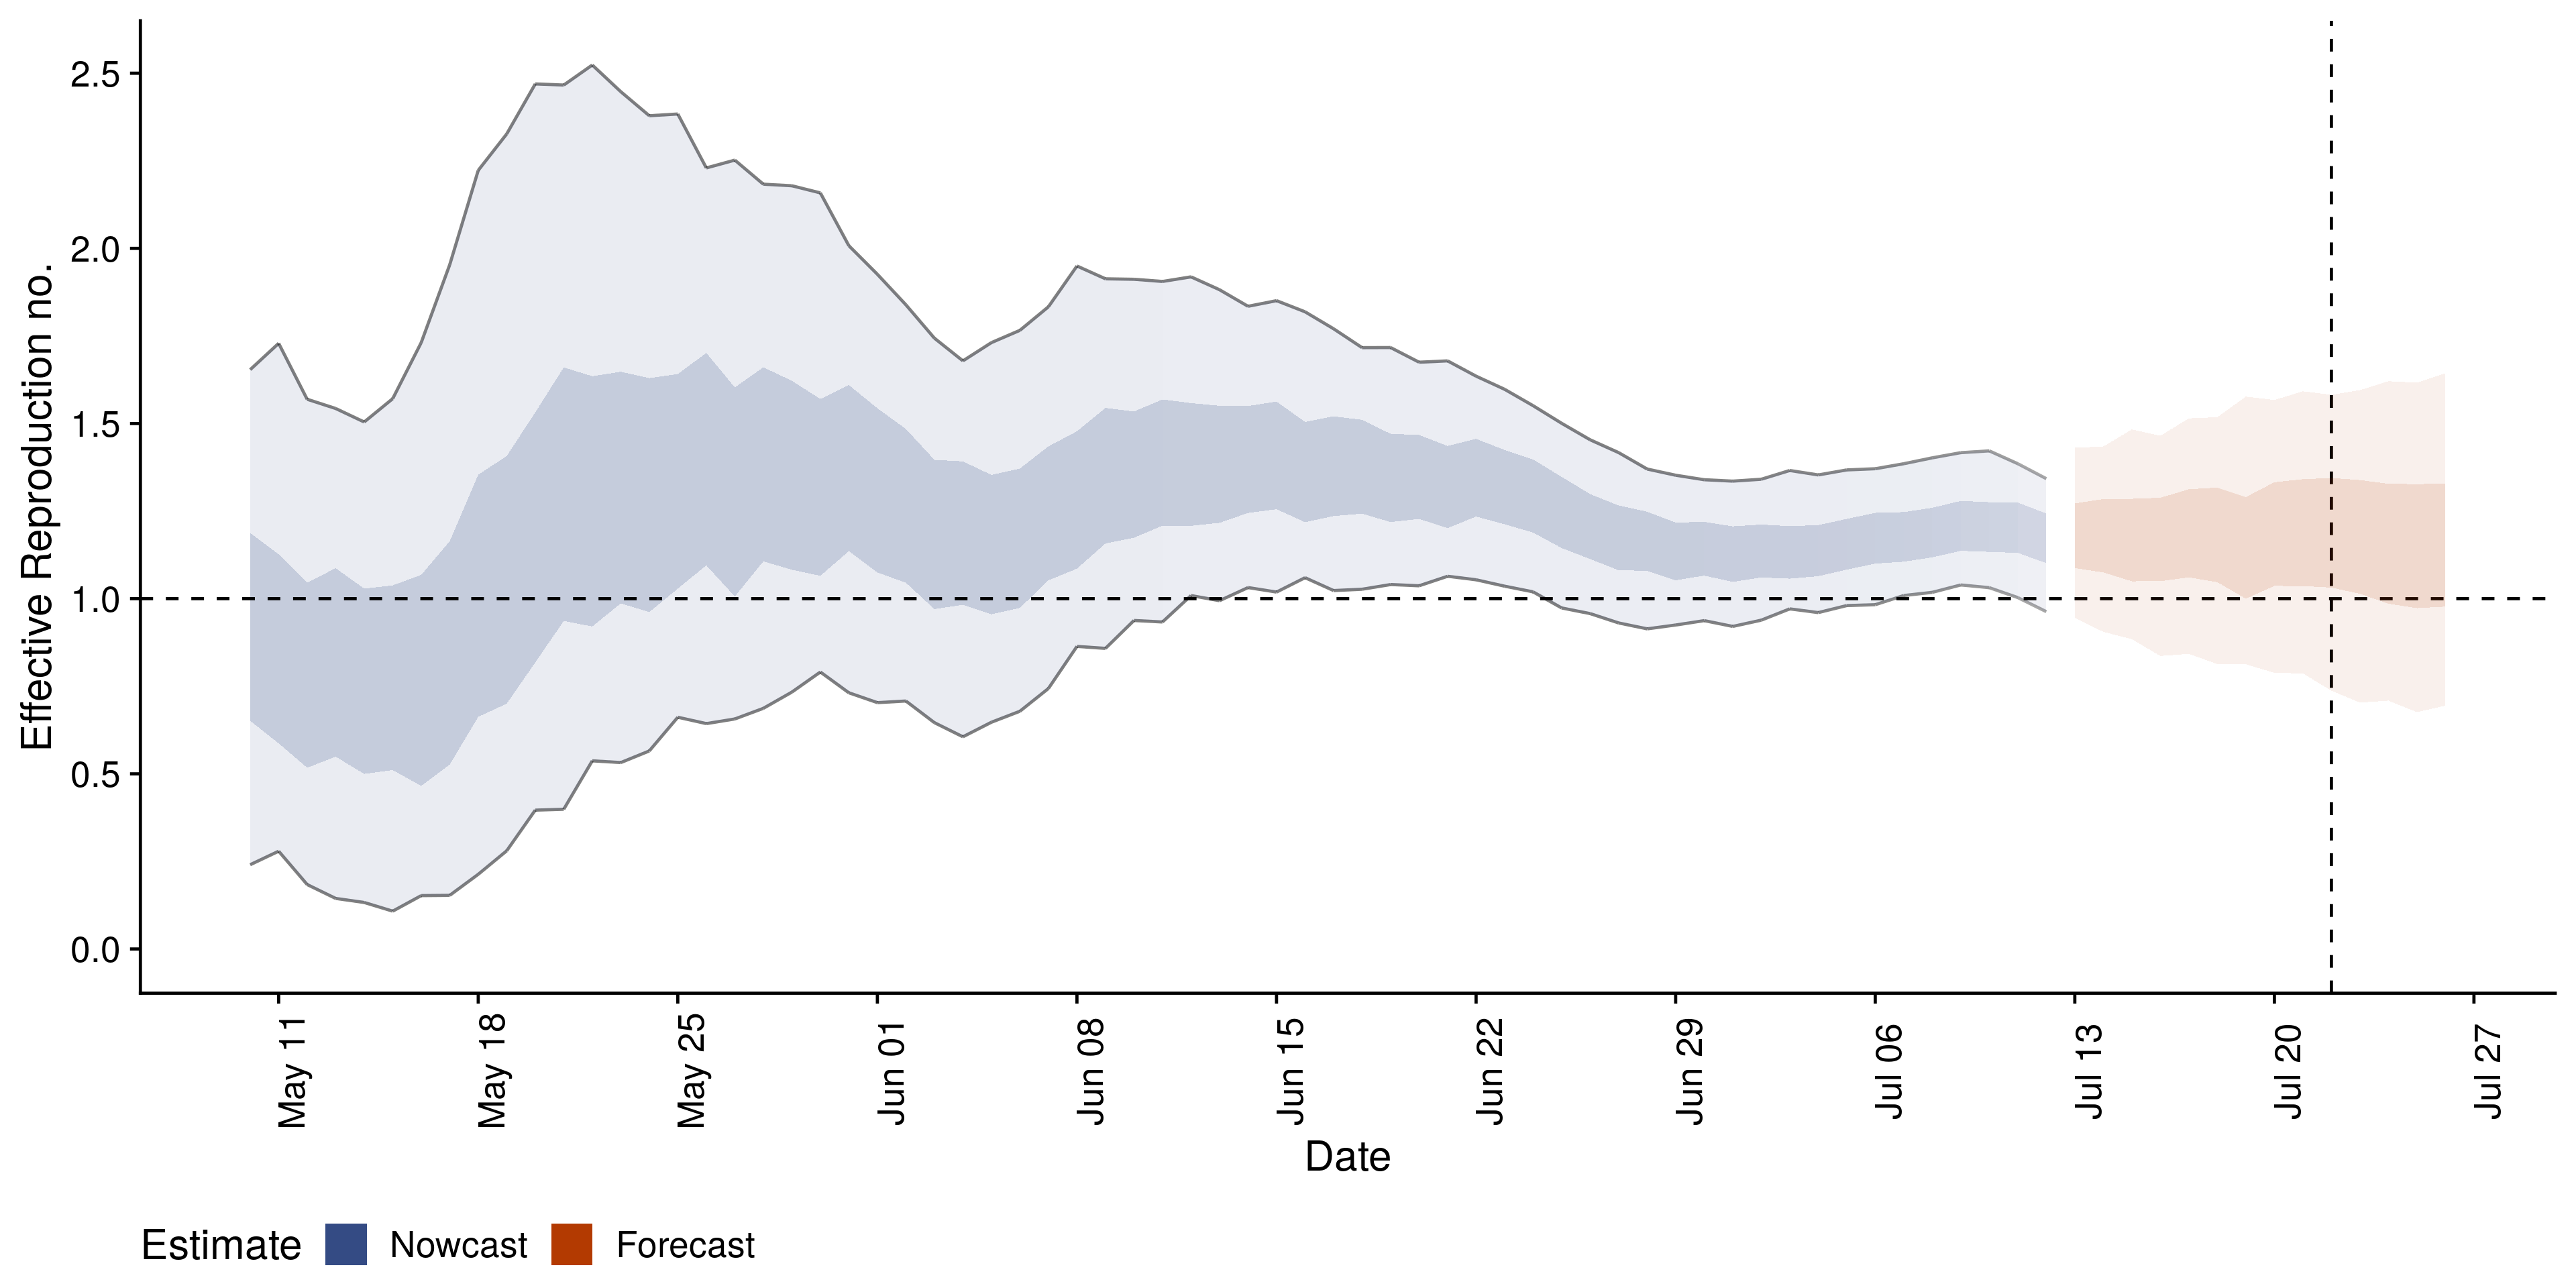 Effective Reproduction no.
2.5
2.0
1.5
1.0
0.5
0.0
May 11
May 18
May 25
Jun 01
Jun 08
Jun 15
Jun 22
Jun 29
Jul 06
Jul 13
Jul 20
Jul 27
Date
Estimate Nowcast Forecast